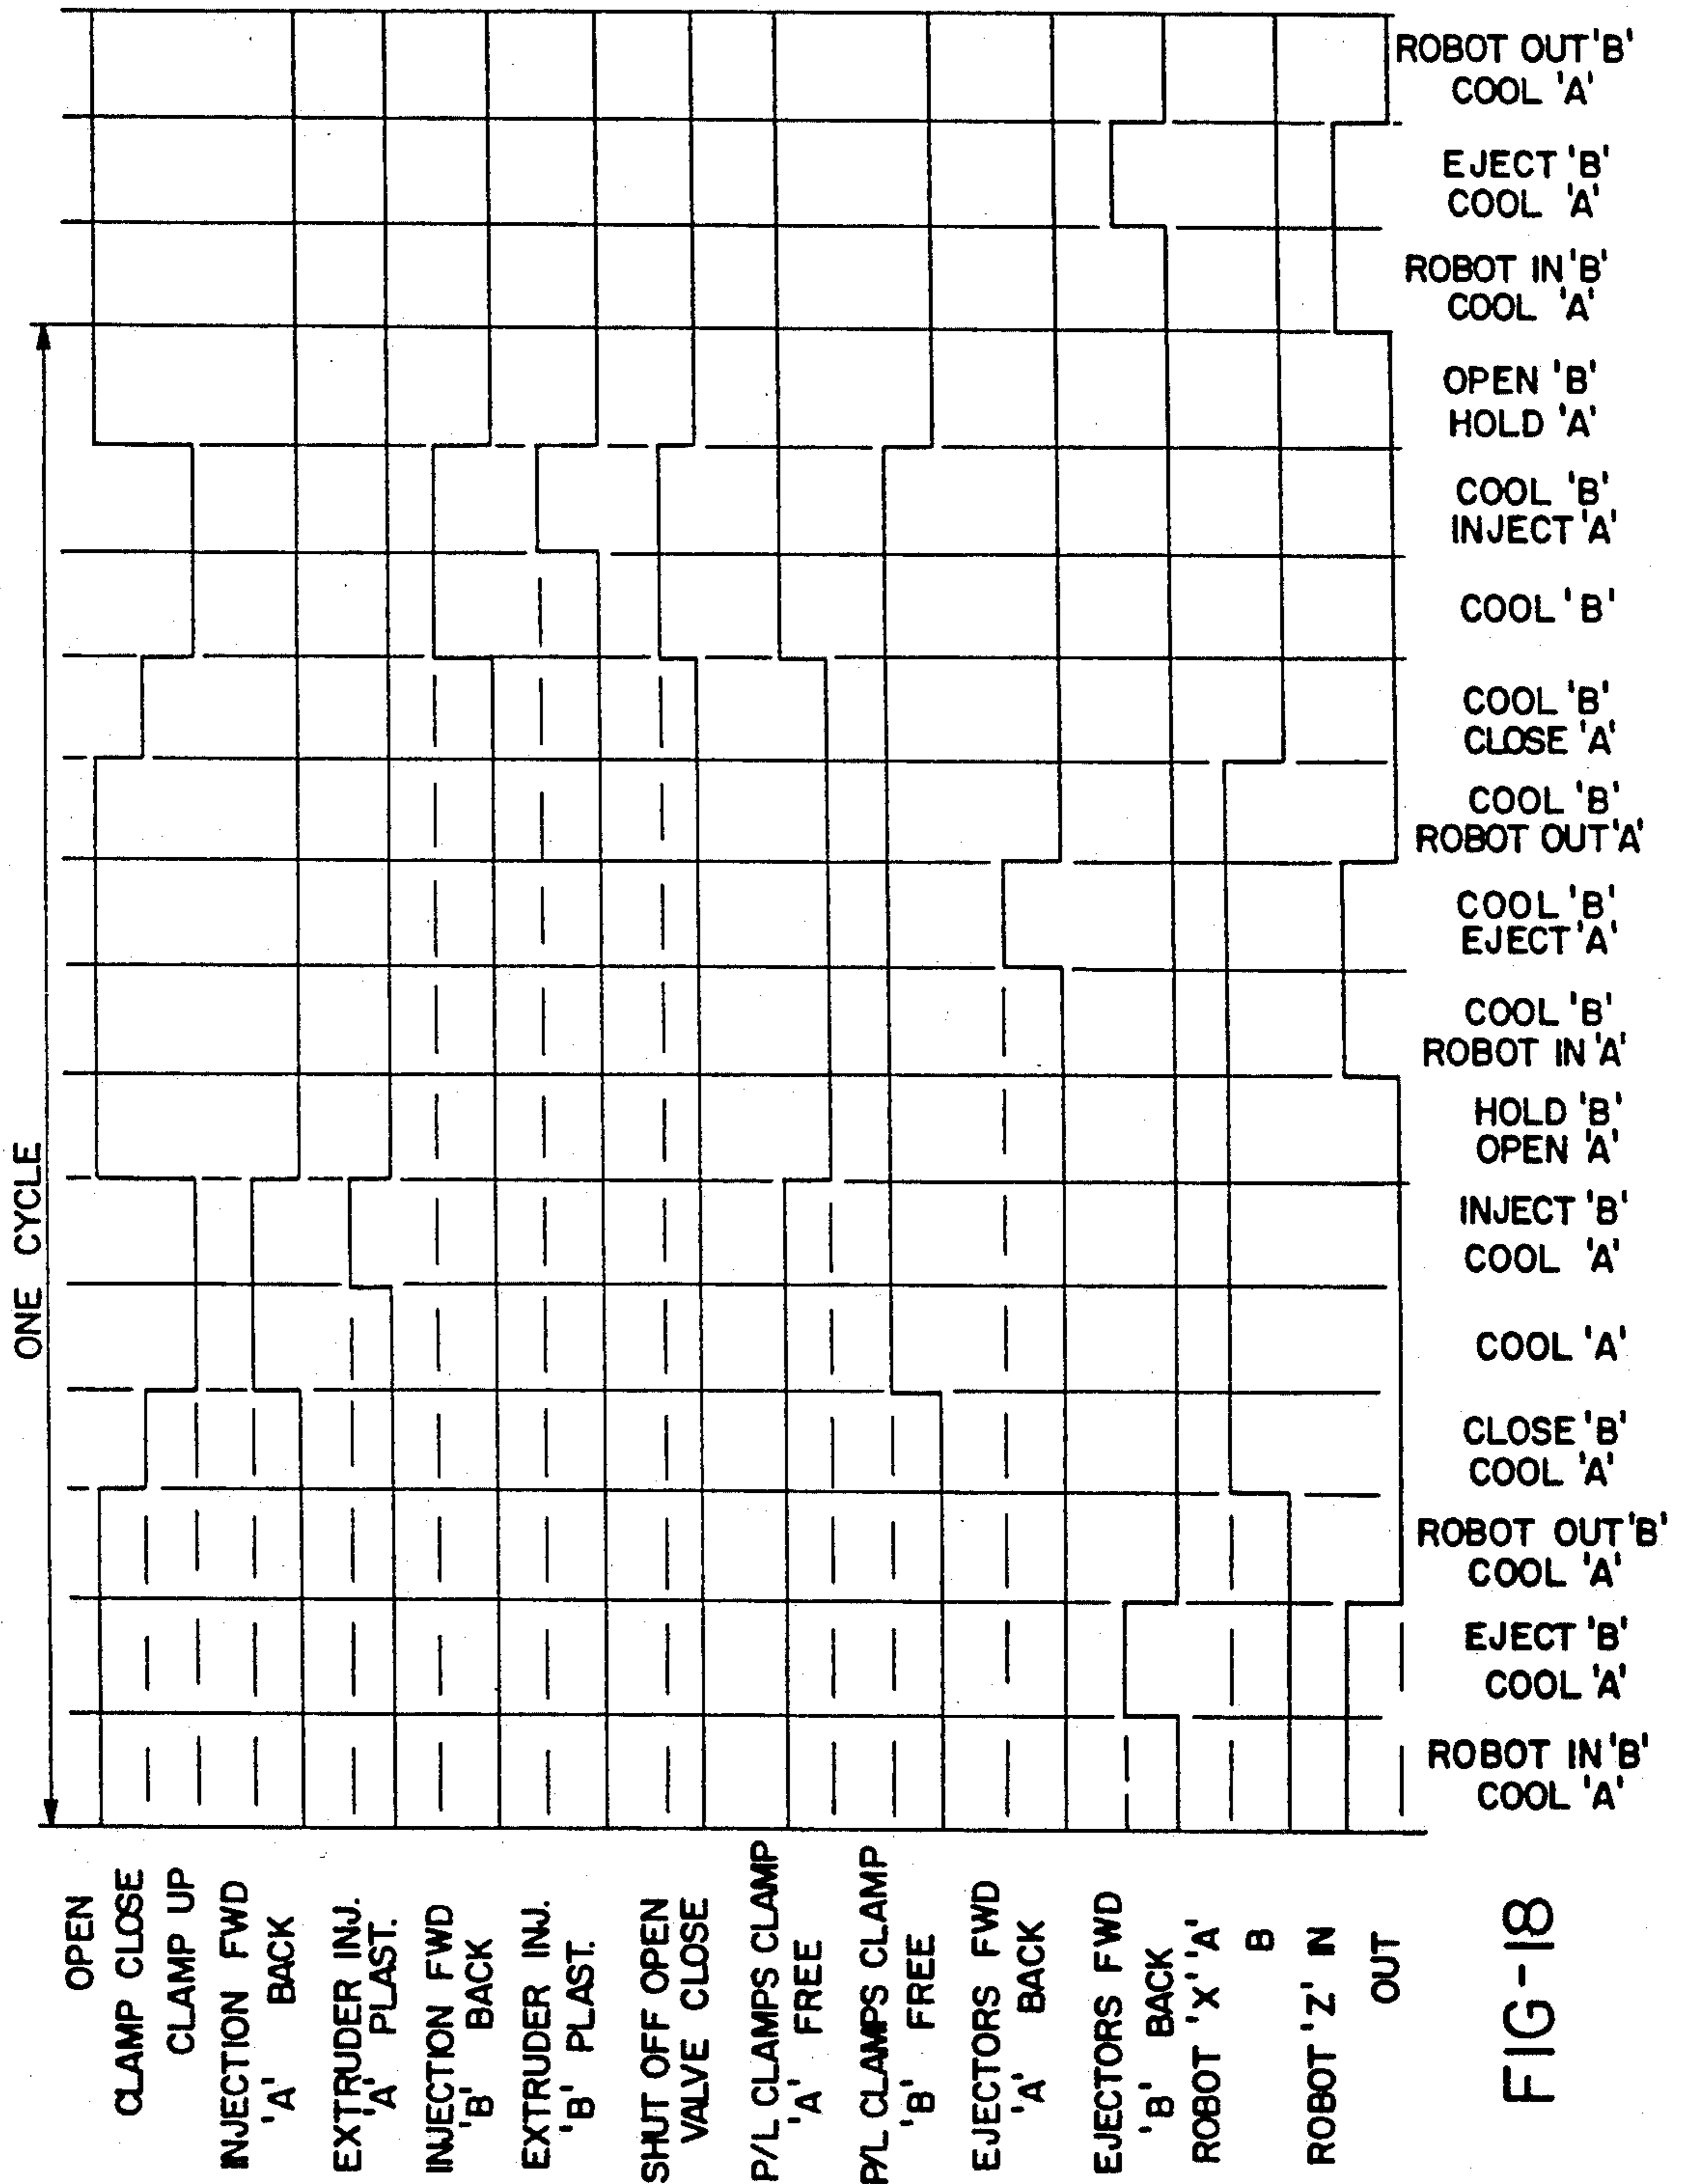 ONE CYCLE
ROBOT OUT 'B'
COOL 'A'
EJECT 'B'
COOL 'A'
ROBOT IN 'B'
COOL 'A'
OPEN 'B'
HOLD 'A'
COOL 'B'
INJECT 'A'
COOL 'B'
COOL 'B'
CLOSE 'A'
COOL 'B'
ROBOT OUT 'A'
COOL 'B'
EJECT 'A'
COOL 'B'
ROBOT IN 'A'
HOLD 'B'
OPEN 'A'
INJECT 'B'
COOL 'A'
COOL 'A'
CLOSE 'B'
COOL 'A'
ROBOT OUT 'B'
COOL 'A'
EJECT 'B'
COOL 'A'
ROBOT IN 'B'
COOL 'A'
OPEN
CLAMP CLOSE
CLAMP UP
INJECTION FWD
'A' BACK
EXTRUDER INJ.
'A' PLAST.
INJECTION FWD
'B' BACK
EXTRUDER INJ.
'B' PLAST.
SHUT OFF OPEN
VALVE CLOSE
P/L CLAMPS CLAMP
'A' FREE
P/L CLAMPS CLAMP
'B' FREE
EJECTORS FWD
'A' BACK
EJECTORS FWD
'B' BACK
ROBOT 'X' 'A'
B
ROBOT 'Z' IN
OUT
FIG-18